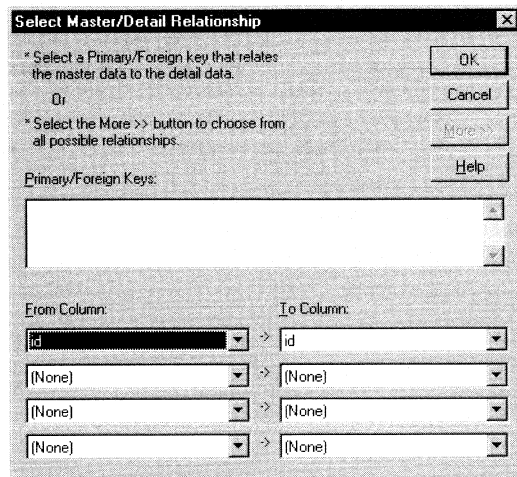 Select Master/Detail Relationship
* Select a Primary/Foreign key that relates
the master data to the detail data.
Or
* Select the More >> button to choose from
all possible relationships.
OK
Cancel
More >>
Help
Primary/Foreign Keys:
From Column:
To Column:
id -> id
(None) -> (None)
(None) -> (None)
(None) -> (None)